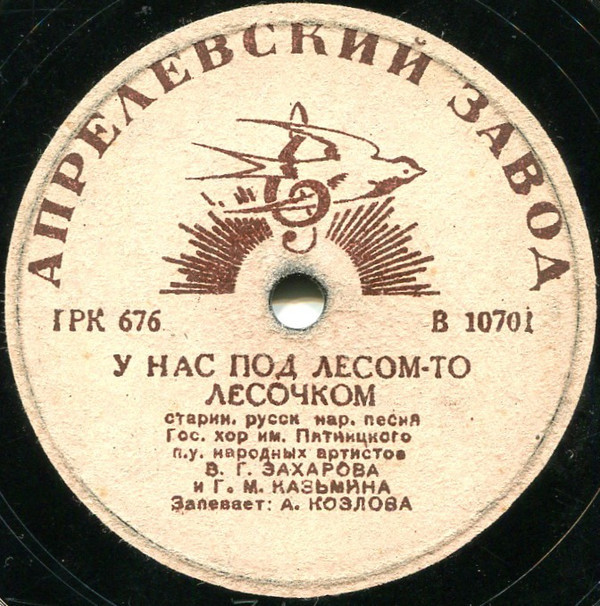 АПРЕЛЕВСКИЙ ЗАВОД
ГРК 676
В 10701
У НАС ПОД ЛЕСОМ-ТО
ЛЕСОЧКОМ
старин. русск нар. песня
Гос. хор им. Пятницкого
п.у. народных артистов
В. Г. ЗАХАРОВА
и Г. М. КАЗЬМИНА
Запевает: А. КОЗЛОВА